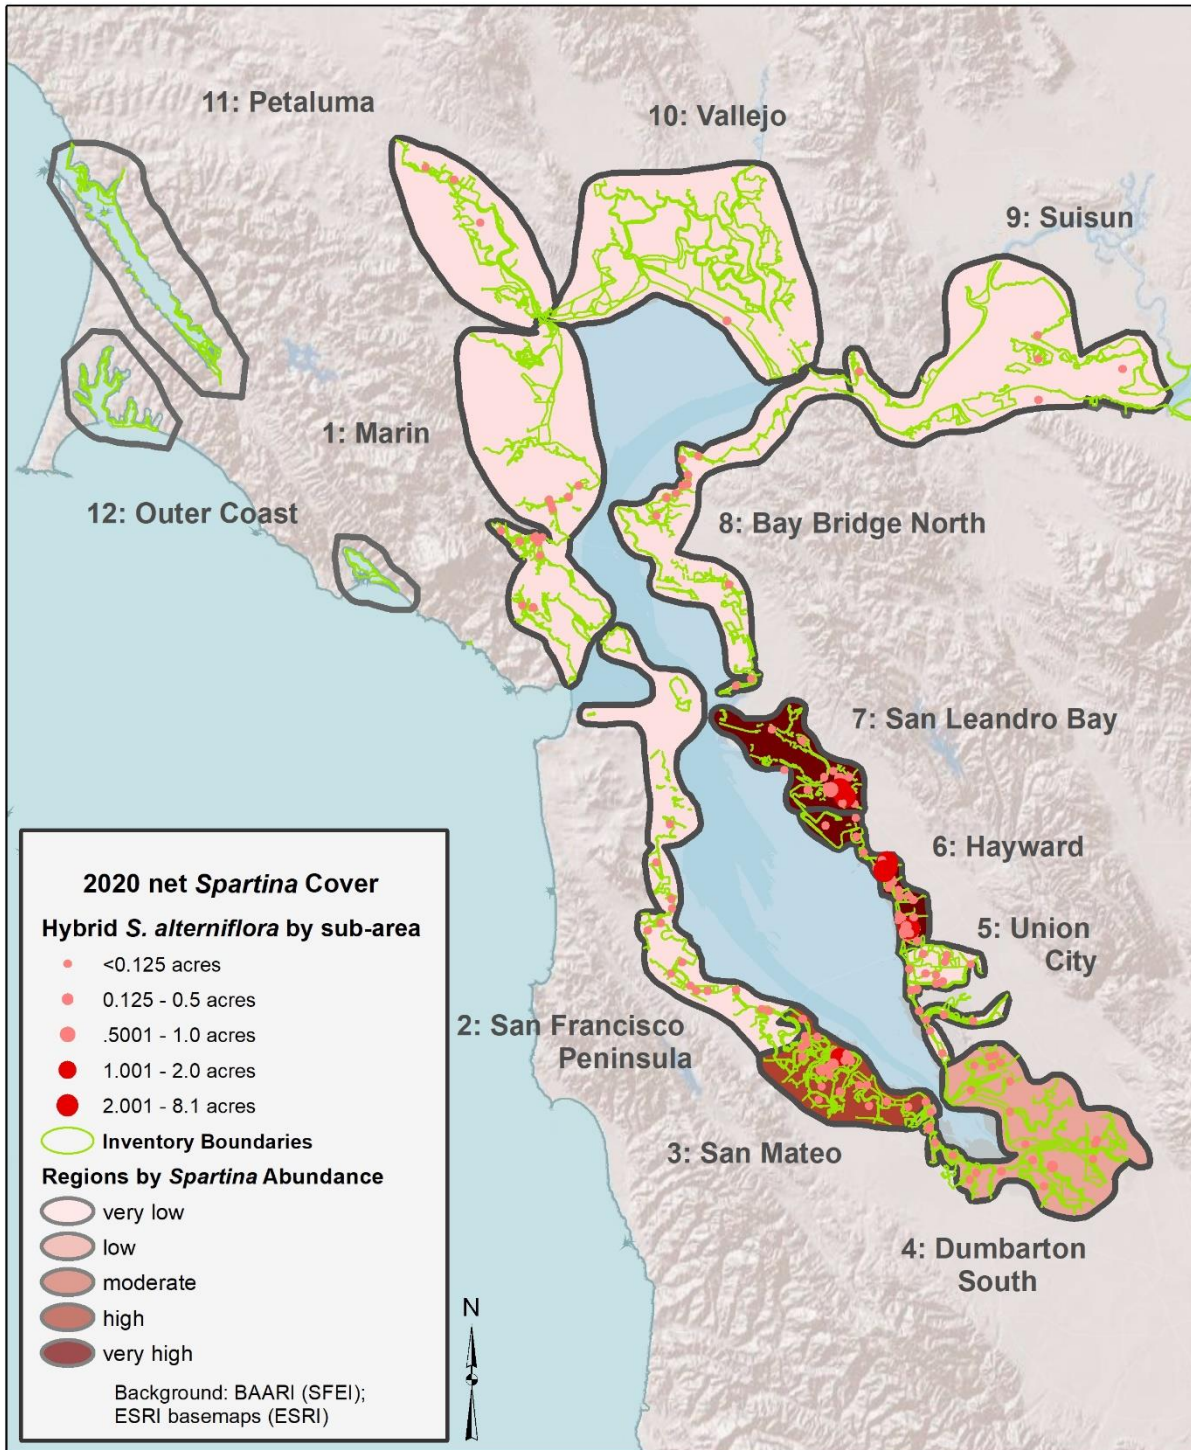 11: Petaluma
10: Vallejo
9: Suisun
1: Marin
12: Outer Coast
8: Bay Bridge North
7: San Leandro Bay
6: Hayward
5: Union
City
2: San Francisco
Peninsula
3: San Mateo
4: Dumbarton
South
2020 net Spartina Cover
Hybrid S. alterniflora by sub-area
<0.125 acres
0.125 - 0.5 acres
.5001 - 1.0 acres
1.001 - 2.0 acres
2.001 - 8.1 acres
Inventory Boundaries
Regions by Spartina Abundance
very low
low
moderate
high
very high
Background: BAARI (SFEI);
ESRI basemaps (ESRI)
N